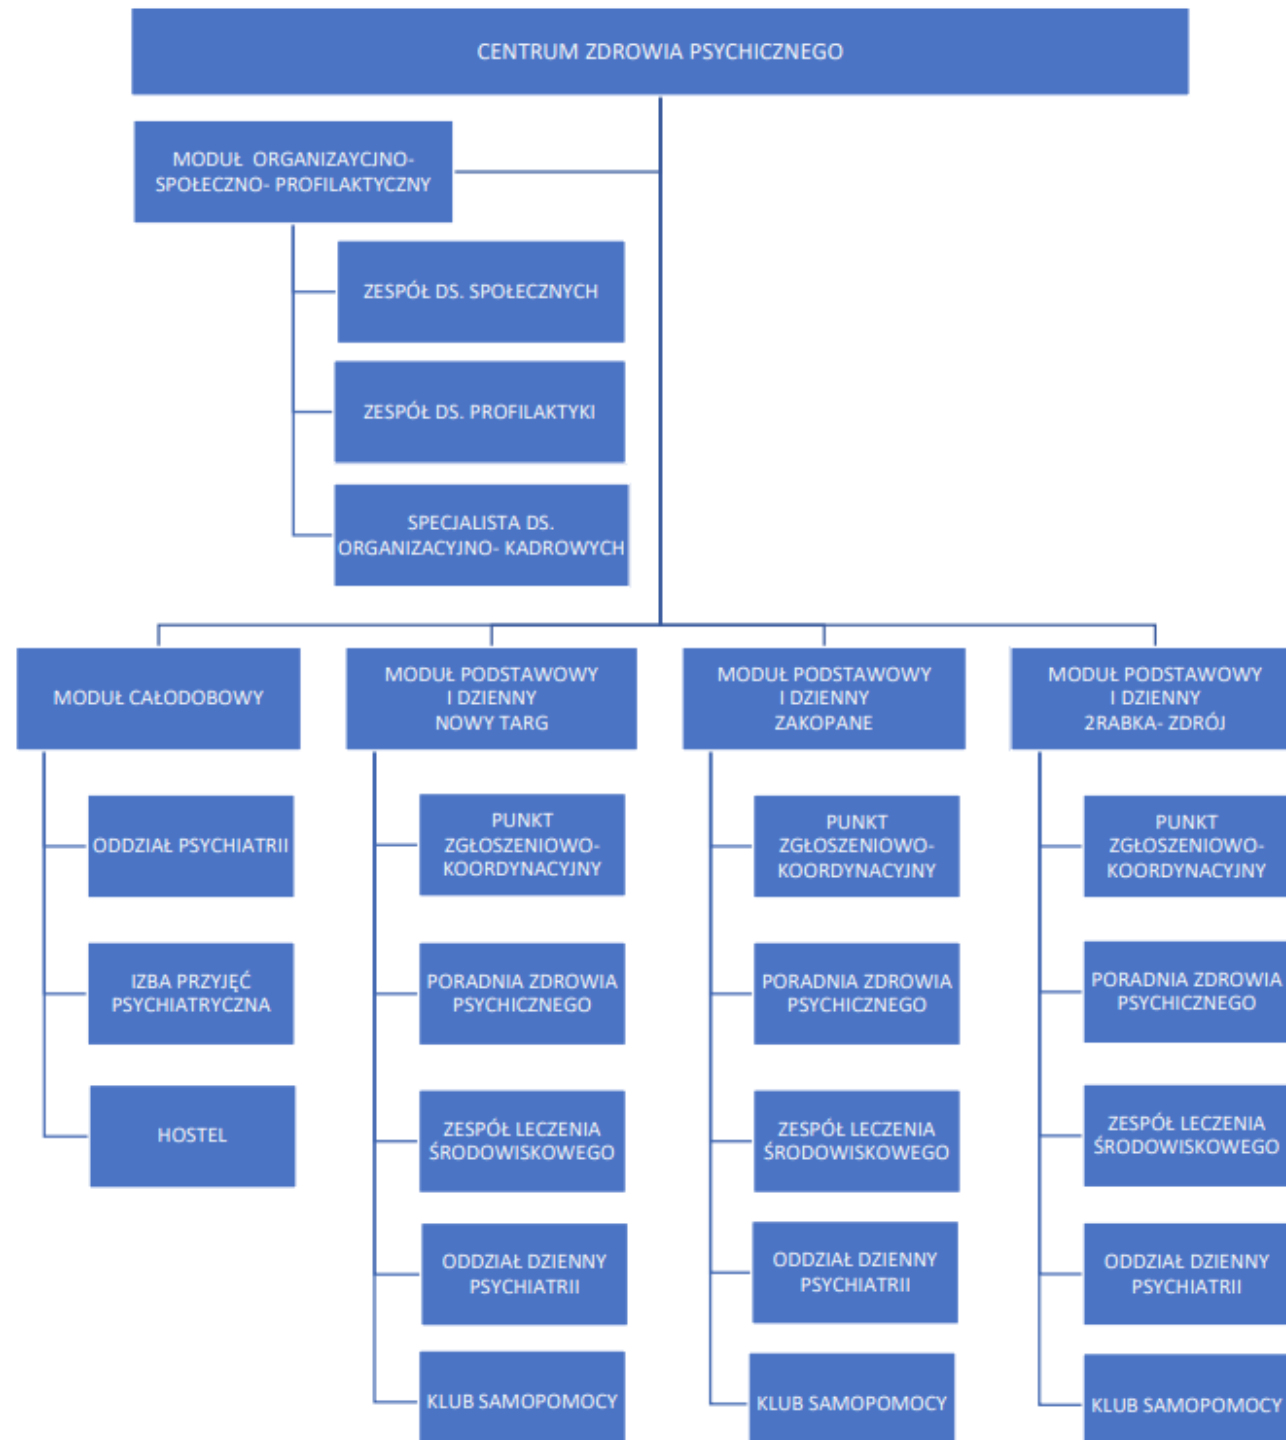 CENTRUM ZDROWIA PSYCHICZNEGO
MODUŁ ORGANIZAYCJNO-
SPOŁECZNO- PROFILAKTYCZNY
ZESPÓŁ DS. SPOŁECZNYCH
ZESPÓŁ DS. PROFILAKTYKI
SPECJALISTA DS.
ORGANIZACYJNO- KADROWYCH
MODUŁ CAŁODOBOWY
ODDZIAŁ PSYCHIATRII
IZBA PRZYJĘĆ
PSYCHIATRYCZNA
HOSTEL
MODUŁ PODSTAWOWY
I DZIENNY
NOWY TARG
PUNKT
ZGŁOSZENIOWO-
KOORDYNACYJNY
PORADNIA ZDROWIA
PSYCHICZNEGO
ZESPÓŁ LECZENIA
ŚRODOWISKOWEGO
ODDZIAŁ DZIENNY
PSYCHIATRII
KLUB SAMOPOMOCY
MODUŁ PODSTAWOWY
I DZIENNY
ZAKOPANE
PUNKT
ZGŁOSZENIOWO-
KOORDYNACYJNY
PORADNIA ZDROWIA
PSYCHICZNEGO
ZESPÓŁ LECZENIA
ŚRODOWISKOWEGO
ODDZIAŁ DZIENNY
PSYCHIATRII
KLUB SAMOPOMOCY
MODUŁ PODSTAWOWY
I DZIENNY
2RABKA- ZDRÓJ
PUNKT
ZGŁOSZENIOWO-
KOORDYNACYJNY
PORADNIA ZDROWIA
PSYCHICZNEGO
ZESPÓŁ LECZENIA
ŚRODOWISKOWEGO
ODDZIAŁ DZIENNY
PSYCHIATRII
KLUB SAMOPOMOCY